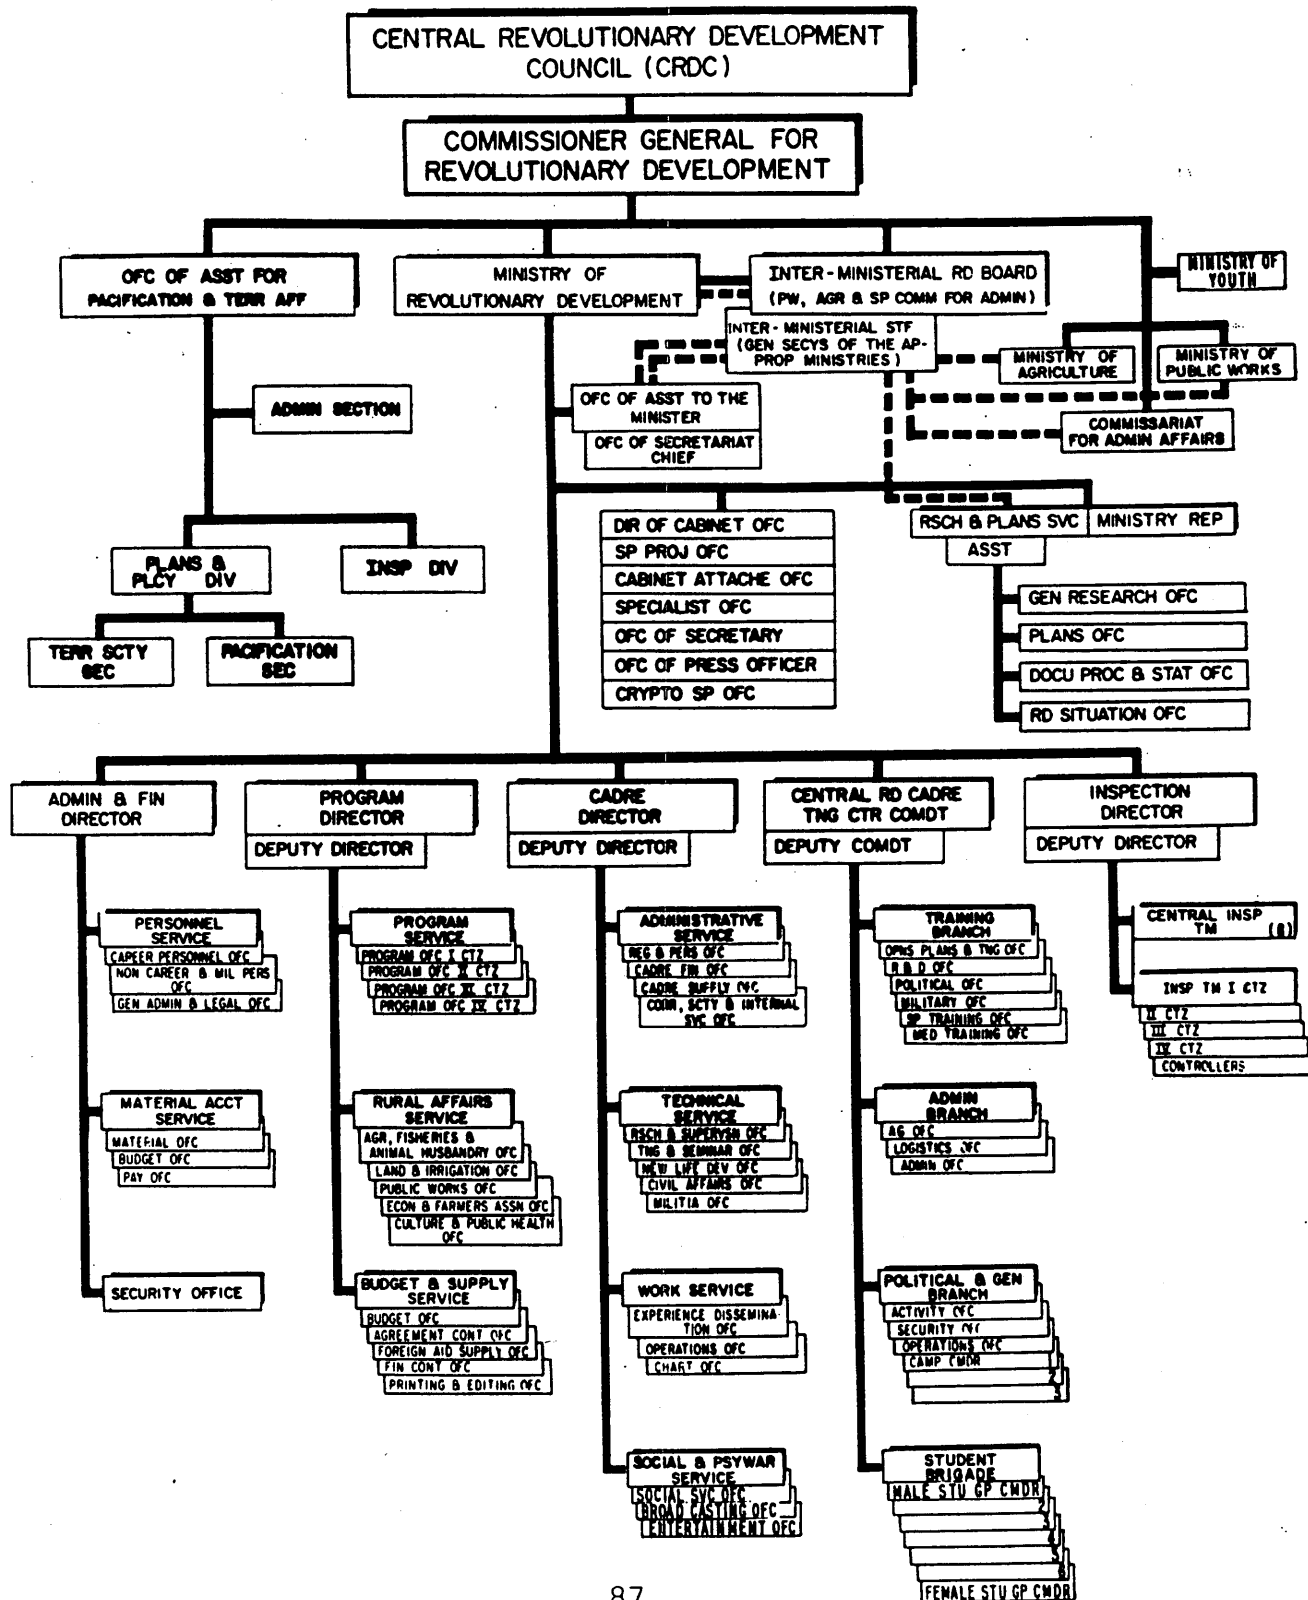 CENTRAL REVOLUTIONARY DEVELOPMENT
COUNCIL (CRDC)
COMMISSIONER GENERAL FOR
REVOLUTIONARY DEVELOPMENT
OFC OF ASST FOR
PACIFICATION & TERR AFF
MINISTRY OF
REVOLUTIONARY DEVELOPMENT
INTER-MINISTERIAL RD BOARD
(PW, AGR & SP COMM FOR ADMIN)
MINISTRY OF
YOUTH
INTER-MINISTERIAL STF
(GEN SECYS OF THE AP-
PROP MINISTRIES)
MINISTRY OF
AGRICULTURE
MINISTRY OF
PUBLIC WORKS
ADMIN SECTION
OFC OF ASST TO THE
MINISTER
OFC OF SECRETARIAT
CHIEF
COMMISSARIAT
FOR ADMIN AFFAIRS
PLANS &
PLCY DIV
INSP DIV
TERR SCTY
SEC
PACIFICATION
SEC
DIR OF CABINET OFC
SP PROJ OFC
CABINET ATTACHE OFC
SPECIALIST OFC
OFC OF SECRETARY
OFC OF PRESS OFFICER
CRYPTO SP OFC
RSCH & PLANS SVC
MINISTRY REP
ASST
GEN RESEARCH OFC
PLANS OFC
DOCU PROC & STAT OFC
RD SITUATION OFC
ADMIN & FIN
DIRECTOR
PERSONNEL
SERVICE
CAPEER PERSONNEL OFC
NON CAREER & MIL PERS
OFC
GEN ADMIN & LEGAL OFC
MATERIAL ACCT
SERVICE
MATERIAL OFC
BUDGET OFC
PAY OFC
SECURITY OFFICE
PROGRAM
DIRECTOR
DEPUTY DIRECTOR
PROGRAM
SERVICE
PROGRAM OFC I CTZ
PROGRAM OFC II CTZ
PROGRAM OFC III CTZ
PROGRAM OFC IV CTZ
RURAL AFFAIRS
SERVICE
AGR, FISHERIES &
ANIMAL HUSBANDRY OFC
LAND & IRRIGATION OFC
PUBLIC WORKS OFC
ECON & FARMERS ASSN OFC
CULTURE & PUBLIC HEALTH
OFC
BUDGET & SUPPLY
SERVICE
BUDGET OFC
AGREEMENT CONT OFC
FOREIGN AID SUPPLY OFC
FIN CONT OFC
PRINTING & EDITING OFC
CADRE
DIRECTOR
DEPUTY DIRECTOR
ADMINISTRATIVE
SERVICE
REG & PERS OFC
CADRE FIN OFC
CADRE SUPPLY OFC
COMM, SCTY & INTERNAL
SVC OFC
TECHNICAL
SERVICE
RSCH & SUPERVSN OFC
TNG & SEMINAR OFC
NEW LIFE DEV OFC
CIVIL AFFAIRS OFC
MILITIA OFC
WORK SERVICE
EXPERIENCE DISSEMINA-
TION OFC
OPERATIONS OFC
CHART OFC
SOCIAL & PSYWAR
SERVICE
SOCIAL SVC OFC
BROAD CASTING OFC
ENTERTAINMENT OFC
CENTRAL RD CADRE
TNG CTR COMDT
DEPUTY COMDT
TRAINING
BRANCH
OPNS PLANS & TNG OFC
R & D OFC
POLITICAL OFC
MILITARY OFC
SP TRAINING OFC
MED TRAINING OFC
ADMIN
BRANCH
AG OFC
LOGISTICS OFC
ADMIN OFC
POLITICAL & GEN
BRANCH
ACTIVITY OFC
SECURITY OFC
OPERATIONS OFC
CAMP CMDR 1
2
3
STUDENT
BRIGADE
MALE STU GP CMDR
2
3
4
5
6
FEMALE STU GP CMDR
INSPECTION
DIRECTOR
DEPUTY DIRECTOR
CENTRAL INSP
TM (8)
INSP TM I CTZ
II CTZ
III CTZ
IV CTZ
CONTROLLERS
87